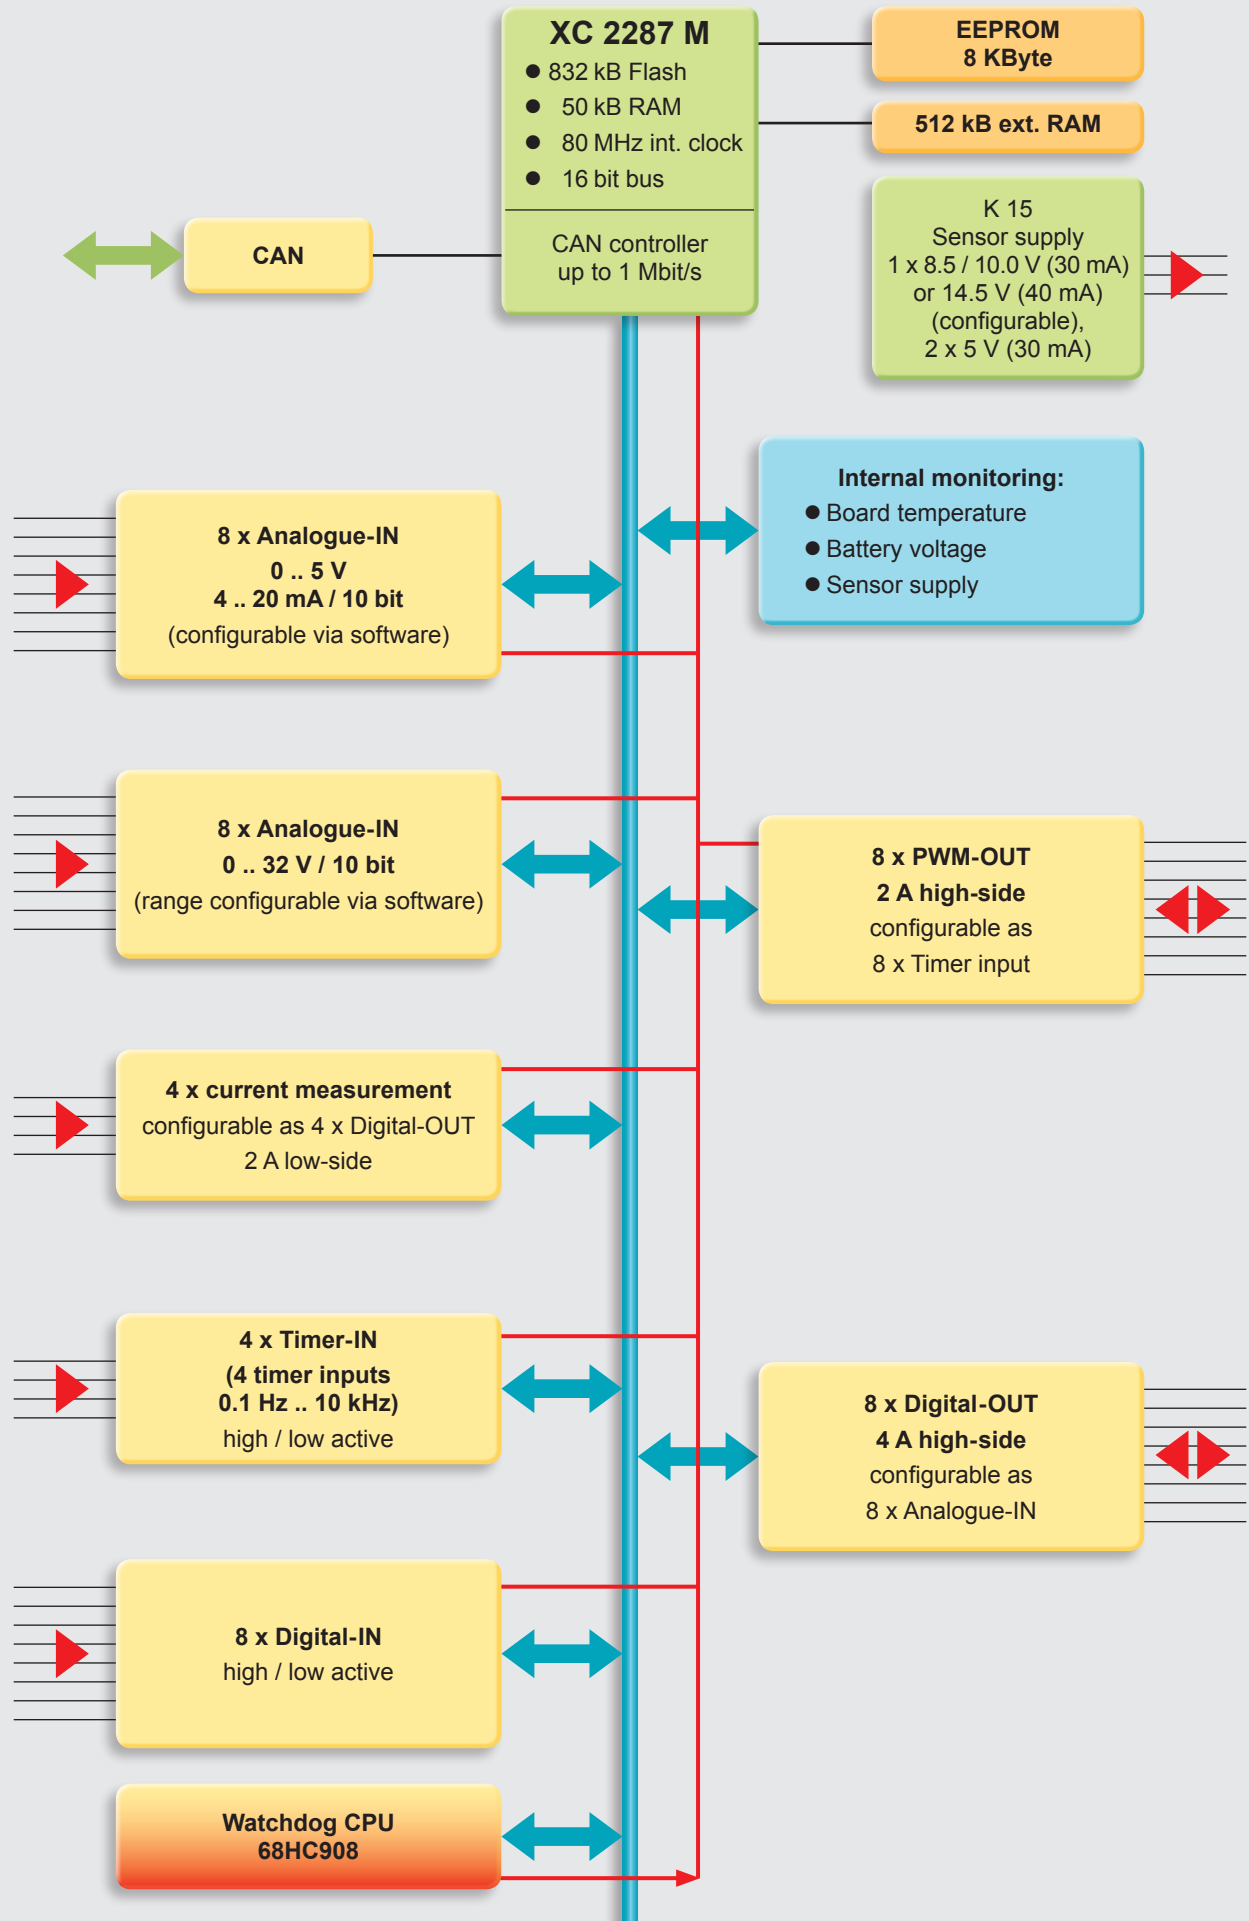 XC 2287 M
● 832 kB Flash
● 50 kB RAM
● 80 MHz int. clock
● 16 bit bus
CAN controller
up to 1 Mbit/s
EEPROM
8 KByte
512 kB ext. RAM
K 15
Sensor supply
1 x 8.5 / 10.0 V (30 mA)
or 14.5 V (40 mA)
(configurable),
2 x 5 V (30 mA)
CAN
Internal monitoring:
● Board temperature
● Battery voltage
● Sensor supply
8 x Analogue-IN
0 .. 5 V
4 .. 20 mA / 10 bit
(configurable via software)
8 x Analogue-IN
0 .. 32 V / 10 bit
(range configurable via software)
8 x PWM-OUT
2 A high-side
configurable as
8 x Timer input
4 x current measurement
configurable as 4 x Digital-OUT
2 A low-side
4 x Timer-IN
(4 timer inputs
0.1 Hz .. 10 kHz)
high / low active
8 x Digital-OUT
4 A high-side
configurable as
8 x Analogue-IN
8 x Digital-IN
high / low active
Watchdog CPU
68HC908